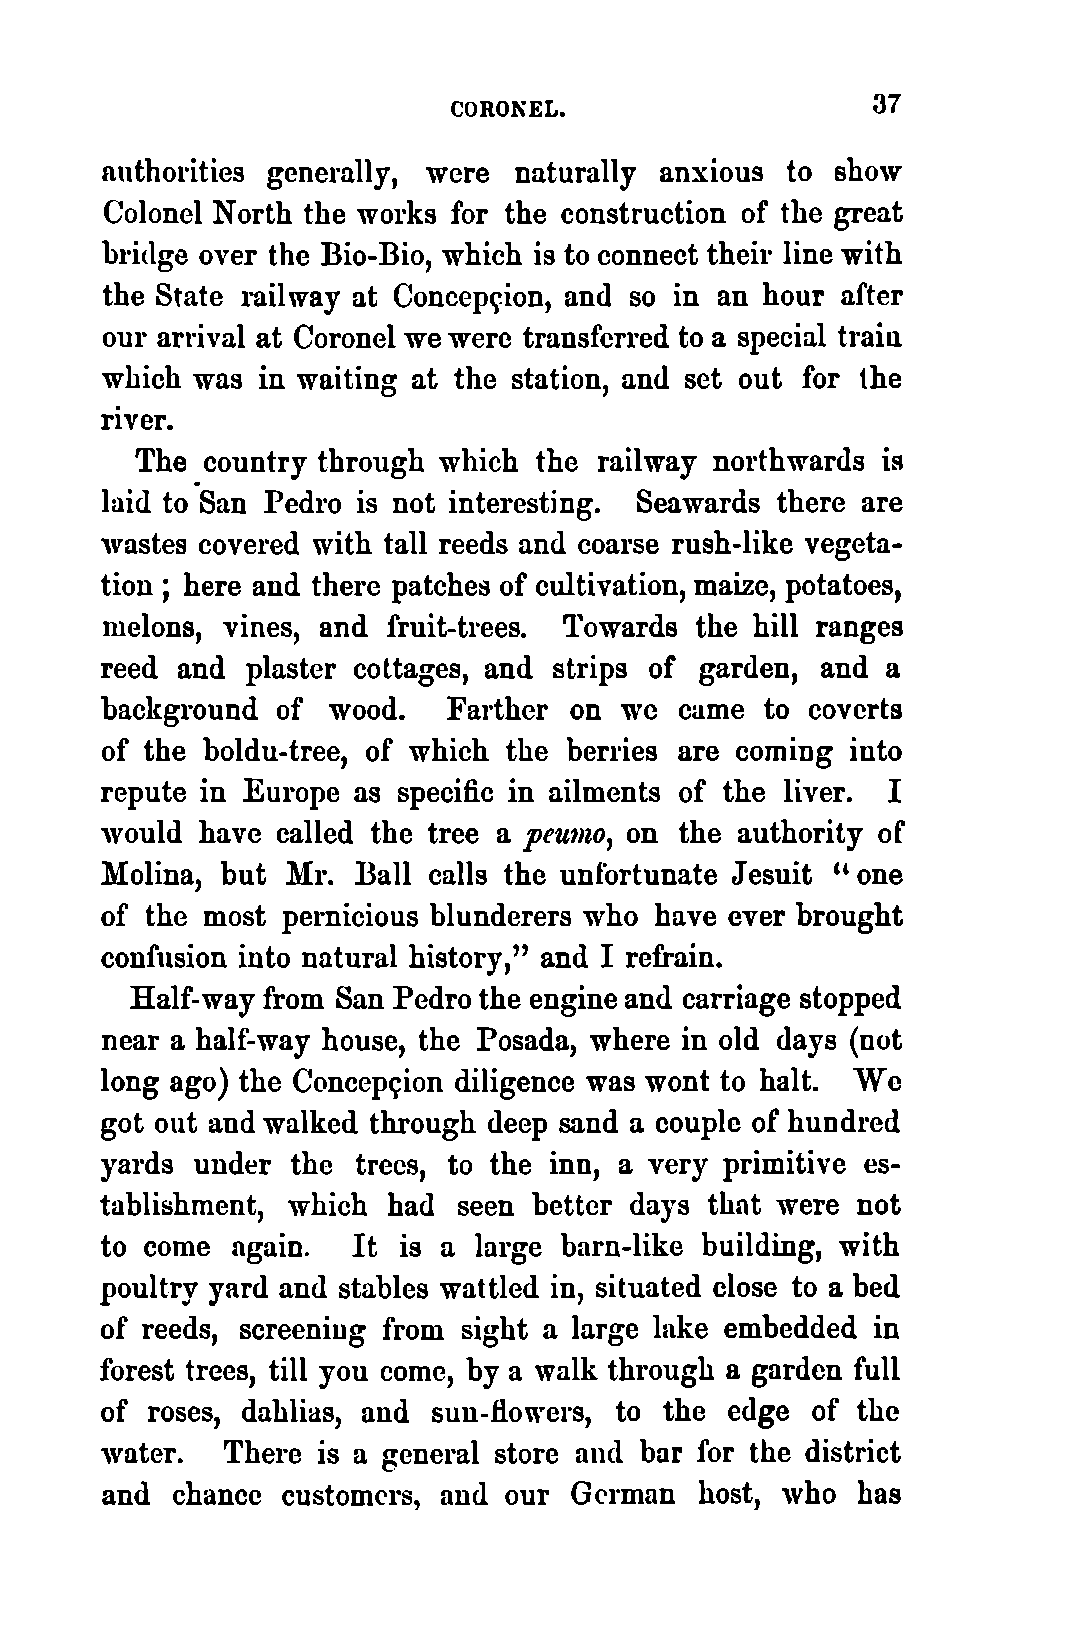 CORONEL. 37
authorities generally, were naturally anxious to show
Colonel North the works for the construction of the great
bridge over the Bio-Bio, which is to connect their line with
the State railway at Concepçion, and so in an hour after
our arrival at Coronel we were transferred to a special train
which was in waiting at the station, and set out for the
river.
The country through which the railway northwards is
laid to San Pedro is not interesting. Seawards there are
wastes covered with tall reeds and coarse rush-like vegeta-
tion ; here and there patches of cultivation, maize, potatoes,
melons, vines, and fruit-trees. Towards the hill ranges
reed and plaster cottages, and strips of garden, and a
background of wood. Farther on we came to coverts
of the boldu-tree, of which the berries are coming into
repute in Europe as specific in ailments of the liver. I
would have called the tree a peumo, on the authority of
Molina, but Mr. Ball calls the unfortunate Jesuit “ one
of the most pernicious blunderers who have ever brought
confusion into natural history,” and I refrain.
Half-way from San Pedro the engine and carriage stopped
near a half-way house, the Posada, where in old days (not
long ago) the Concepçion diligence was wont to halt. We
got out and walked through deep sand a couple of hundred
yards under the trees, to the inn, a very primitive es-
tablishment, which had seen better days that were not
to come again. It is a large barn-like building, with
poultry yard and stables wattled in, situated close to a bed
of reeds, screening from sight a large lake embedded in
forest trees, till you come, by a walk through a garden full
of roses, dahlias, and sun-flowers, to the edge of the
water. There is a general store and bar for the district
and chance customers, and our German host, who has